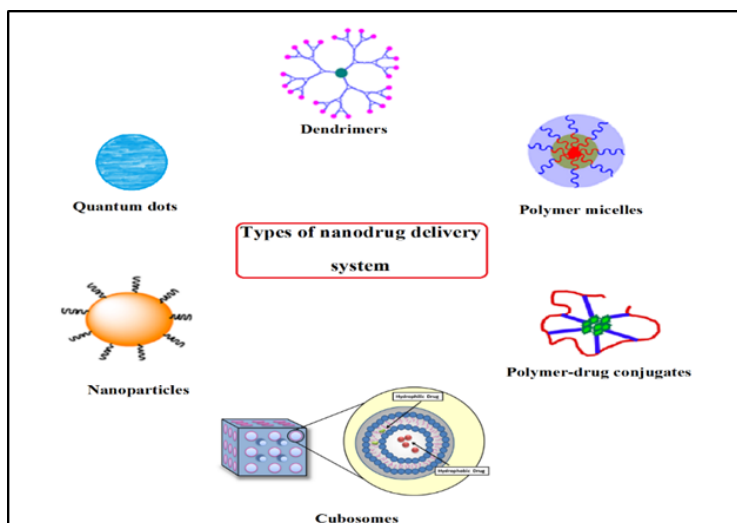 Dendrimers
Quantum dots
Polymer micelles
Types of nanodrug delivery
system
Nanoparticles
Polymer-drug conjugates
Hydrophilic Drug
Hydrophobic Drug
Cubosomes